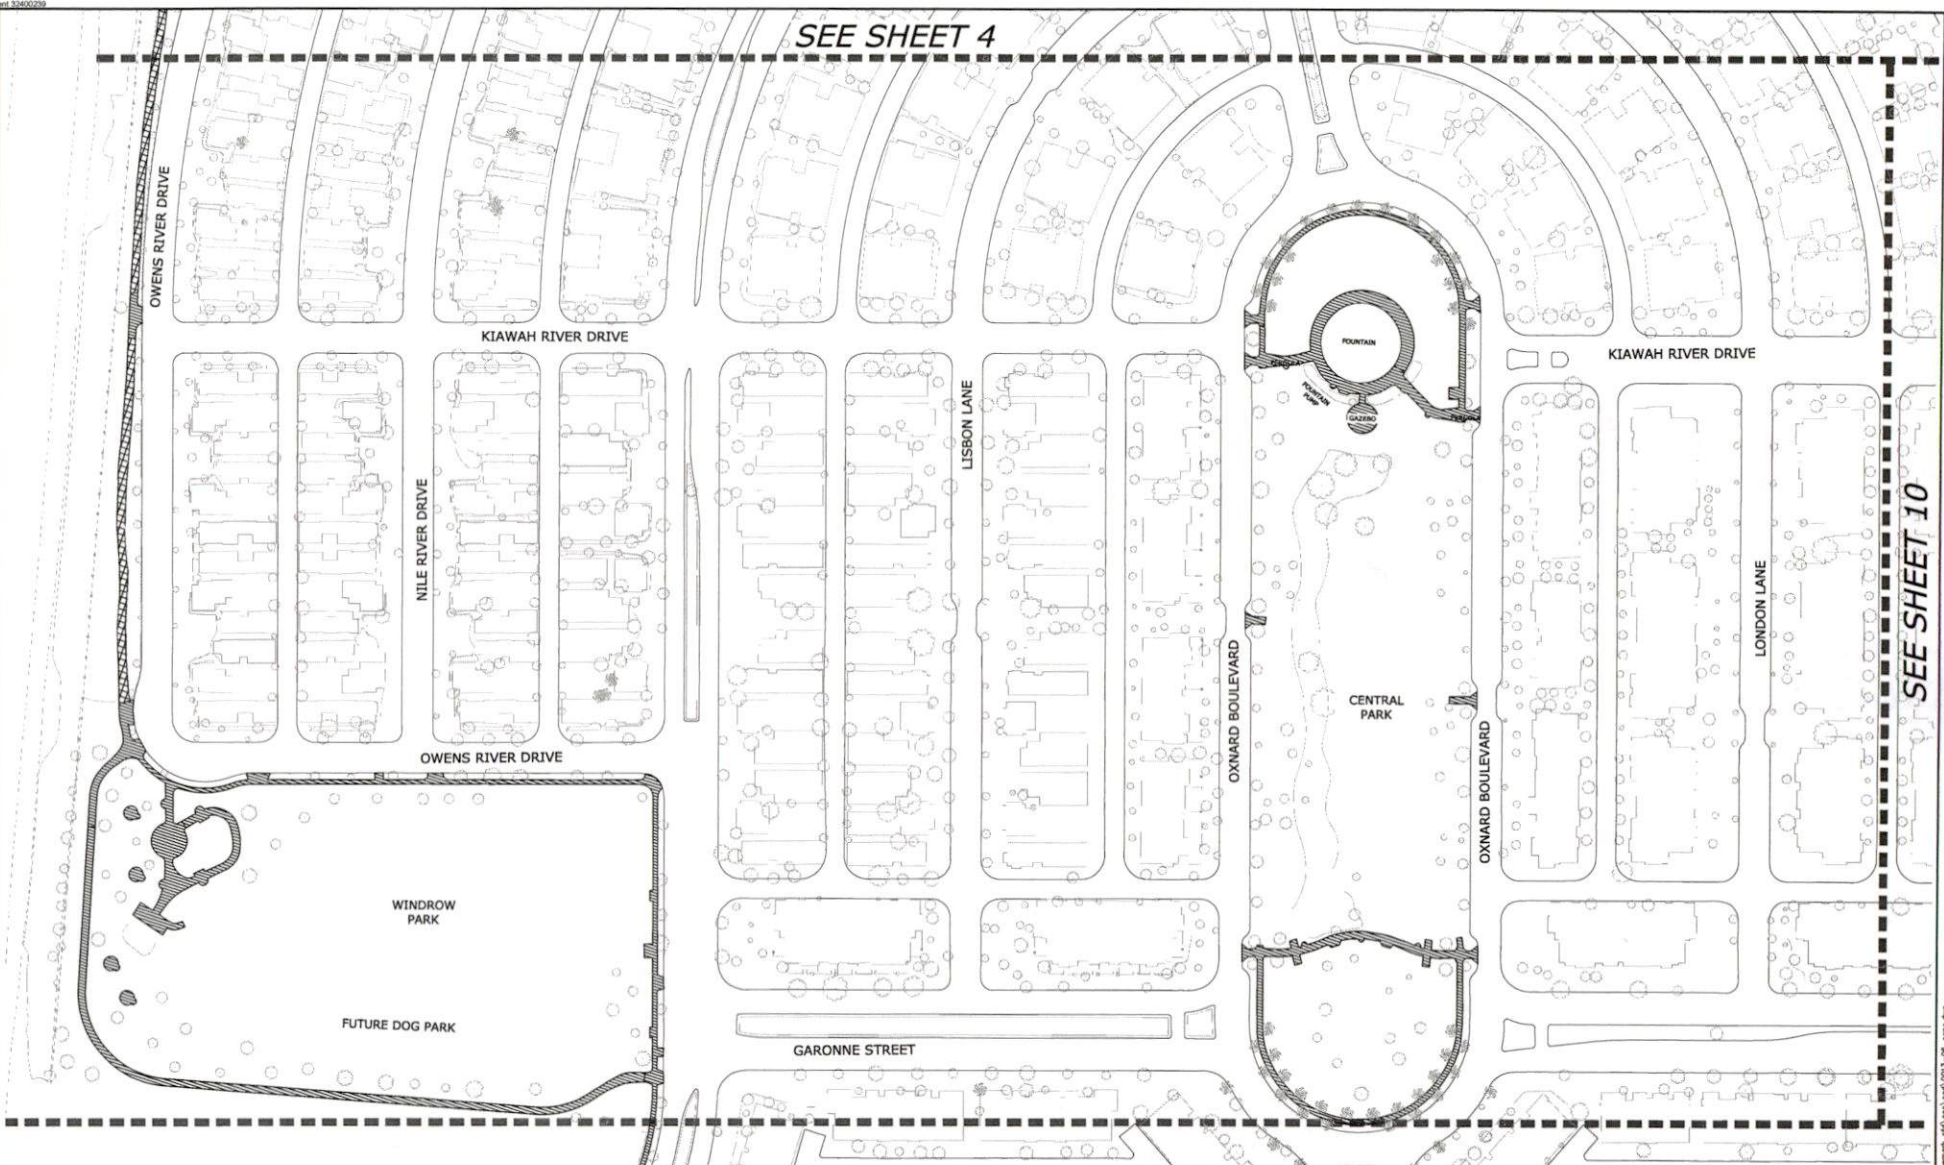 SEE SHEET 4
OWENS RIVER DRIVE
KIAWAH RIVER DRIVE
FOUNTAIN
KIAWAH RIVER DRIVE
FOUNTAIN
PUMP
GAZEBO
LISBON LANE
NILE RIVER DRIVE
SEE SHEET 10
LONDON LANE
OXNARD BOULEVARD
CENTRAL
PARK
OXNARD BOULEVARD
OWENS RIVER DRIVE
WINDROW
PARK
FUTURE DOG PARK
GARONNE STREET